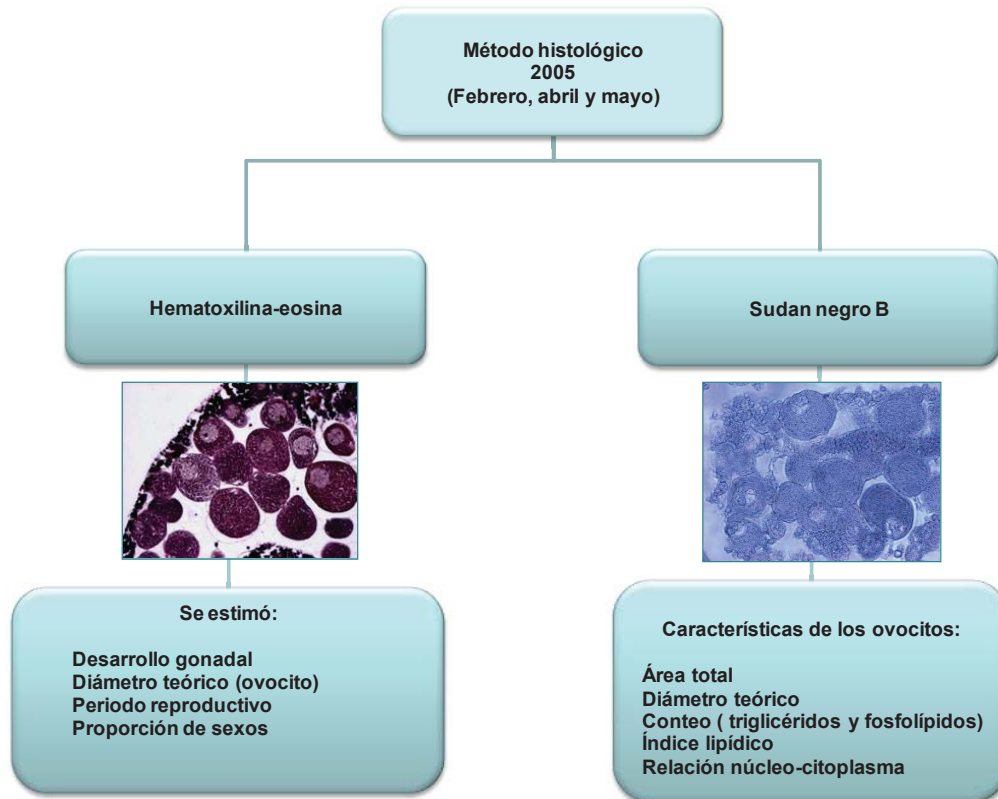 Método histológico
2005
(Febrero, abril y mayo)
Hematoxilina-eosina
Sudan negro B
Se estimó:
Desarrollo gonadal
Diámetro teórico (ovocito)
Periodo reproductivo
Proporción de sexos
Características de los ovocitos:
Área total
Diámetro teórico
Conteo ( triglicéridos y fosfolípidos)
Índice lipídico
Relación núcleo-citoplasma